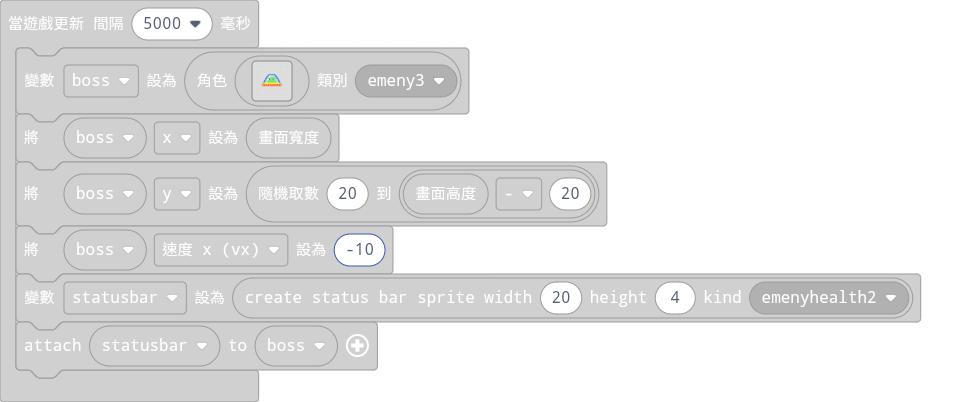 當遊戲更新 間隔 5000 毫秒
變數 boss 設為 角色 類別 emeny3
將 boss x 設為 畫面寬度
將 boss y 設為 隨機取數 20 到 畫面高度 - 20
將 boss 速度 x (vx) 設為 -10
變數 statusbar 設為 create status bar sprite width 20 height 4 kind emenyhealth2
attach statusbar to boss